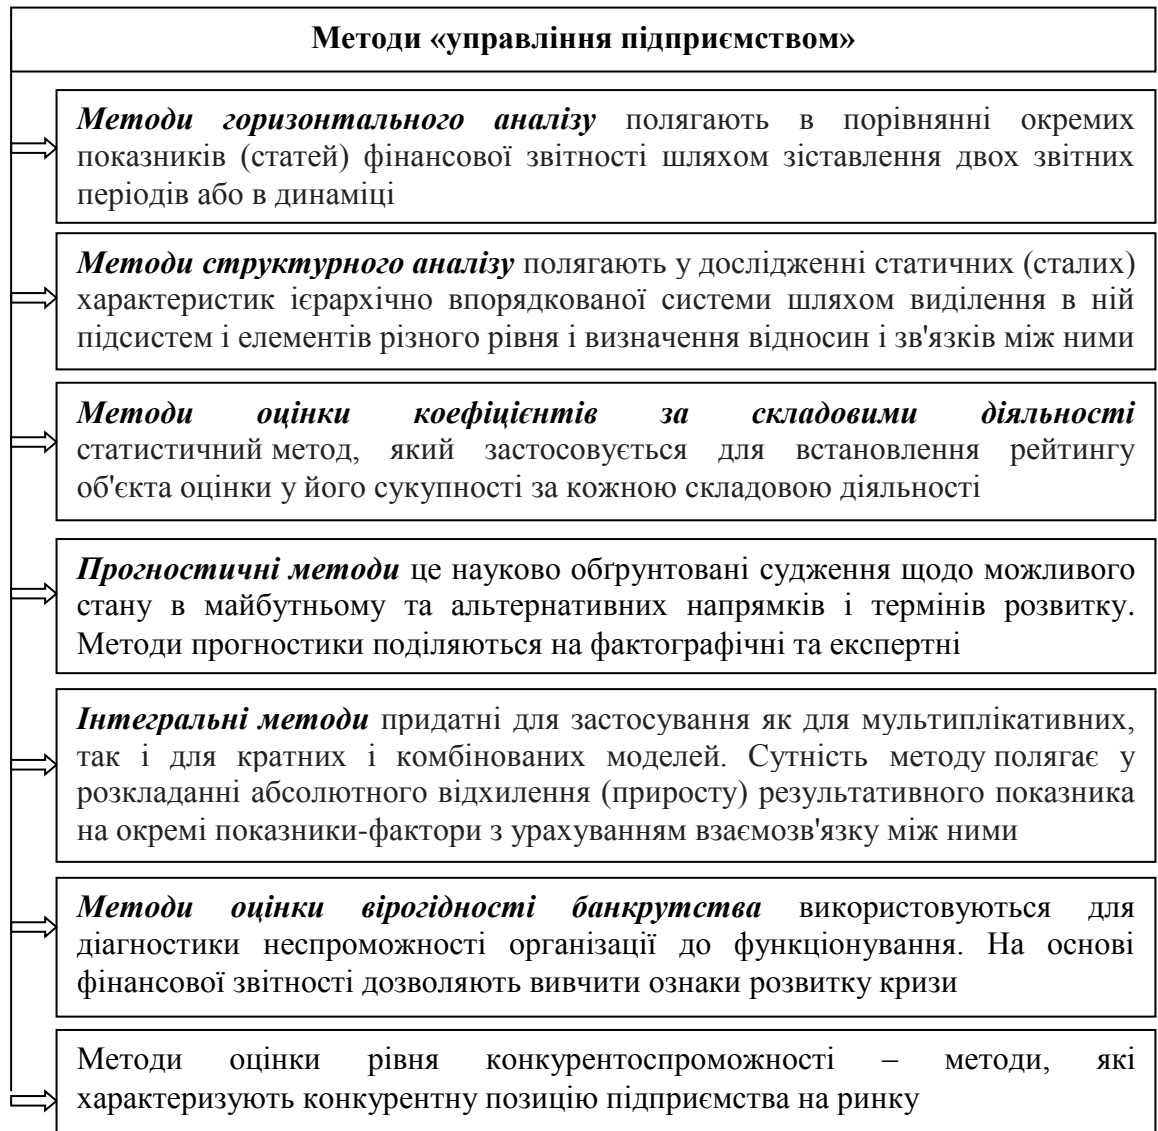 Методи «управління підприємством»
Методи горизонтального аналізу полягають в порівнянні окремих
показників (статей) фінансової звітності шляхом зіставлення двох звітних
періодів або в динаміці
Методи структурного аналізу полягають у дослідженні статичних (сталих)
характеристик ієрархічно впорядкованої системи шляхом виділення в ній
підсистем і елементів різного рівня і визначення відносин і зв'язків між ними
Методи оцінки коефіцієнтів за складовими діяльності
статистичний метод, який застосовується для встановлення рейтингу
об'єкта оцінки у його сукупності за кожною складовою діяльності
Прогностичні методи це науково обґрунтовані судження щодо можливого
стану в майбутньому та альтернативних напрямків і термінів розвитку.
Методи прогностики поділяються на фактографічні та експертні
Інтегральні методи придатні для застосування як для мультиплікативних,
так і для кратних і комбінованих моделей. Сутність методу полягає у
розкладанні абсолютного відхилення (приросту) результативного показника
на окремі показники-фактори з урахуванням взаємозв'язку між ними
Методи оцінки вірогідності банкрутства використовуються для
діагностики неспроможності організації до функціонування. На основі
фінансової звітності дозволяють вивчити ознаки розвитку кризи
Методи оцінки рівня конкурентоспроможності – методи, які
характеризують конкурентну позицію підприємства на ринку